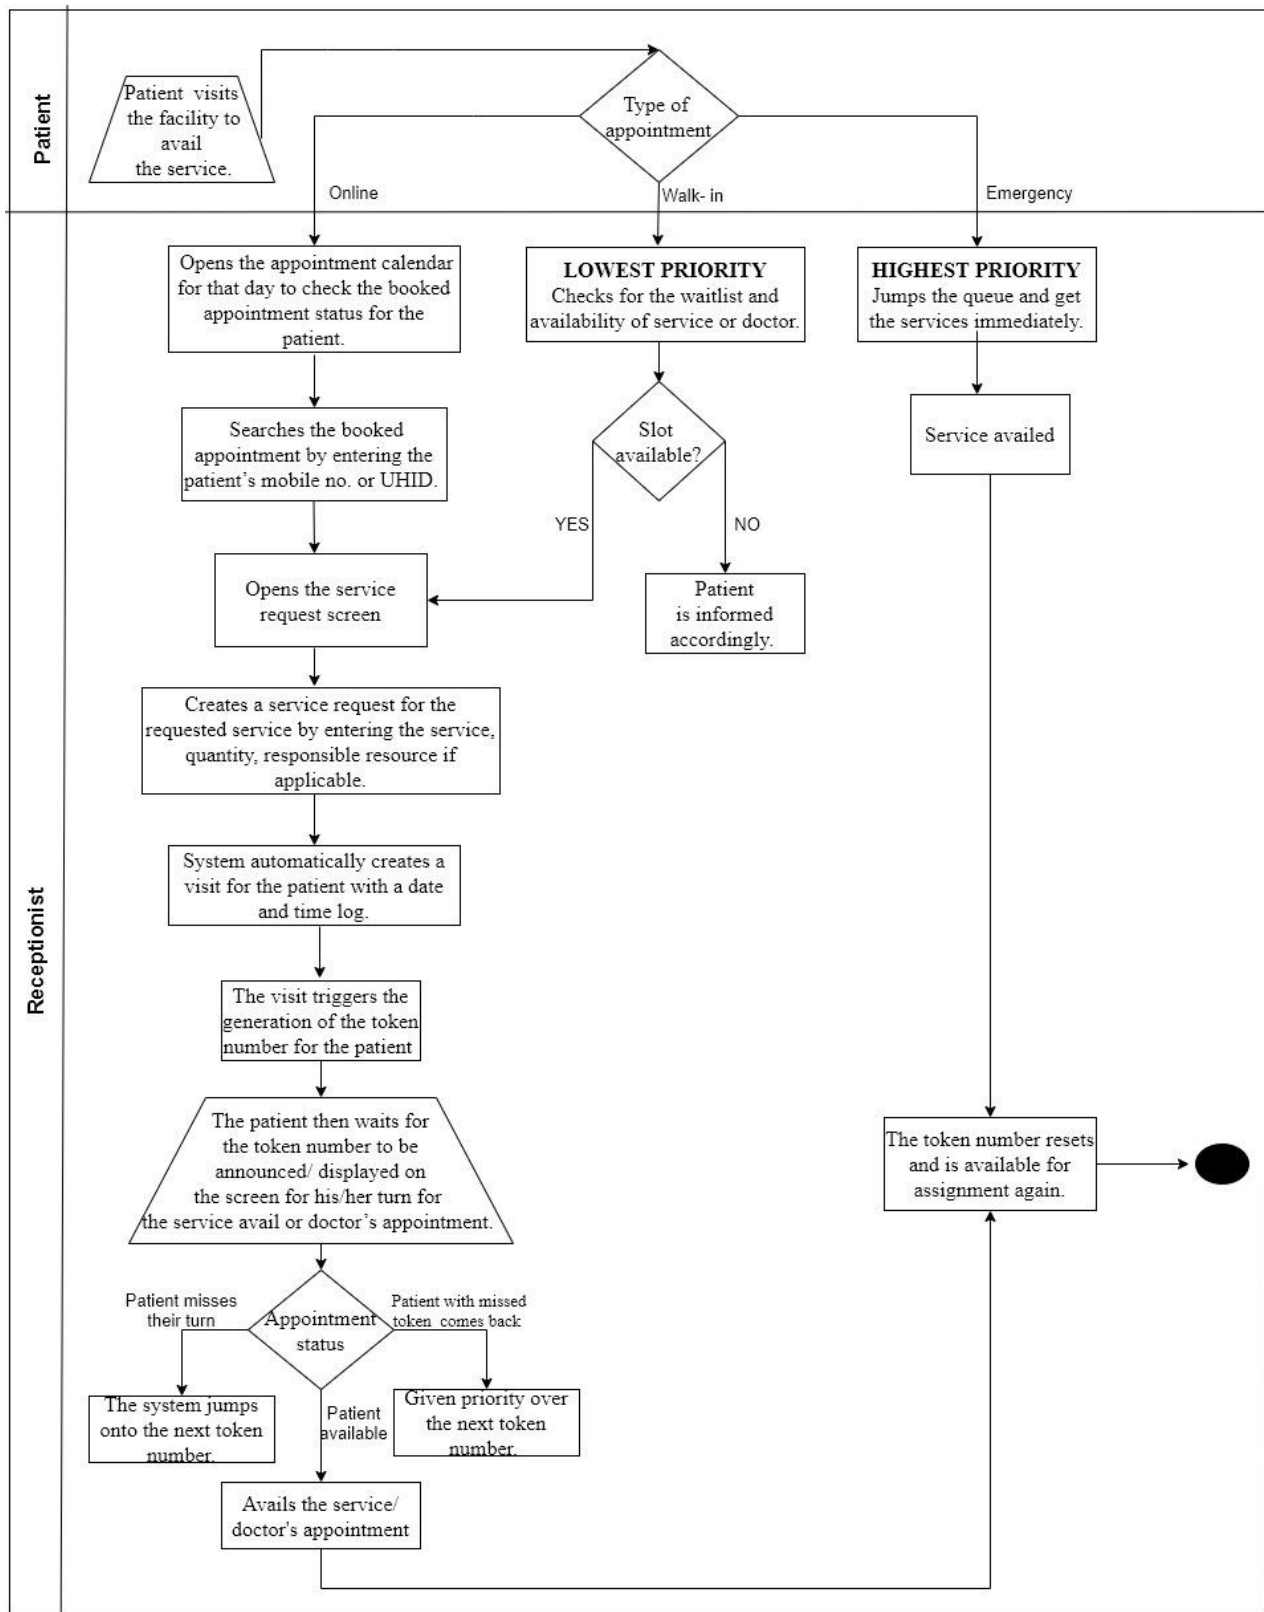 Patient
Patient visits
the facility to
avail
the service.
Type of
appointment
Online
Walk- in
Emergency
Receptionist
Opens the appointment calendar
for that day to check the booked
appointment status for the
patient.
LOWEST PRIORITY
Checks for the waitlist and
availability of service or doctor.
HIGHEST PRIORITY
Jumps the queue and get
the services immediately.
Searches the booked
appointment by entering the
patient’s mobile no. or UHID.
Slot
available?
Service availed
YES
NO
Opens the service
request screen
Patient
is informed
accordingly.
Creates a service request for the
requested service by entering the service,
quantity, responsible resource if
applicable.
System automatically creates a
visit for the patient with a date
and time log.
The visit triggers the
generation of the token
number for the patient
The patient then waits for
the token number to be
announced/ displayed on
the screen for his/her turn for
the service avail or doctor’s appointment.
The token number resets
and is available for
assignment again.
Patient misses
their turn
Appointment
status
Patient with missed
token comes back
The system jumps
onto the next token
number.
Patient
available
Given priority over
the next token
number.
Avails the service/
doctor's appointment